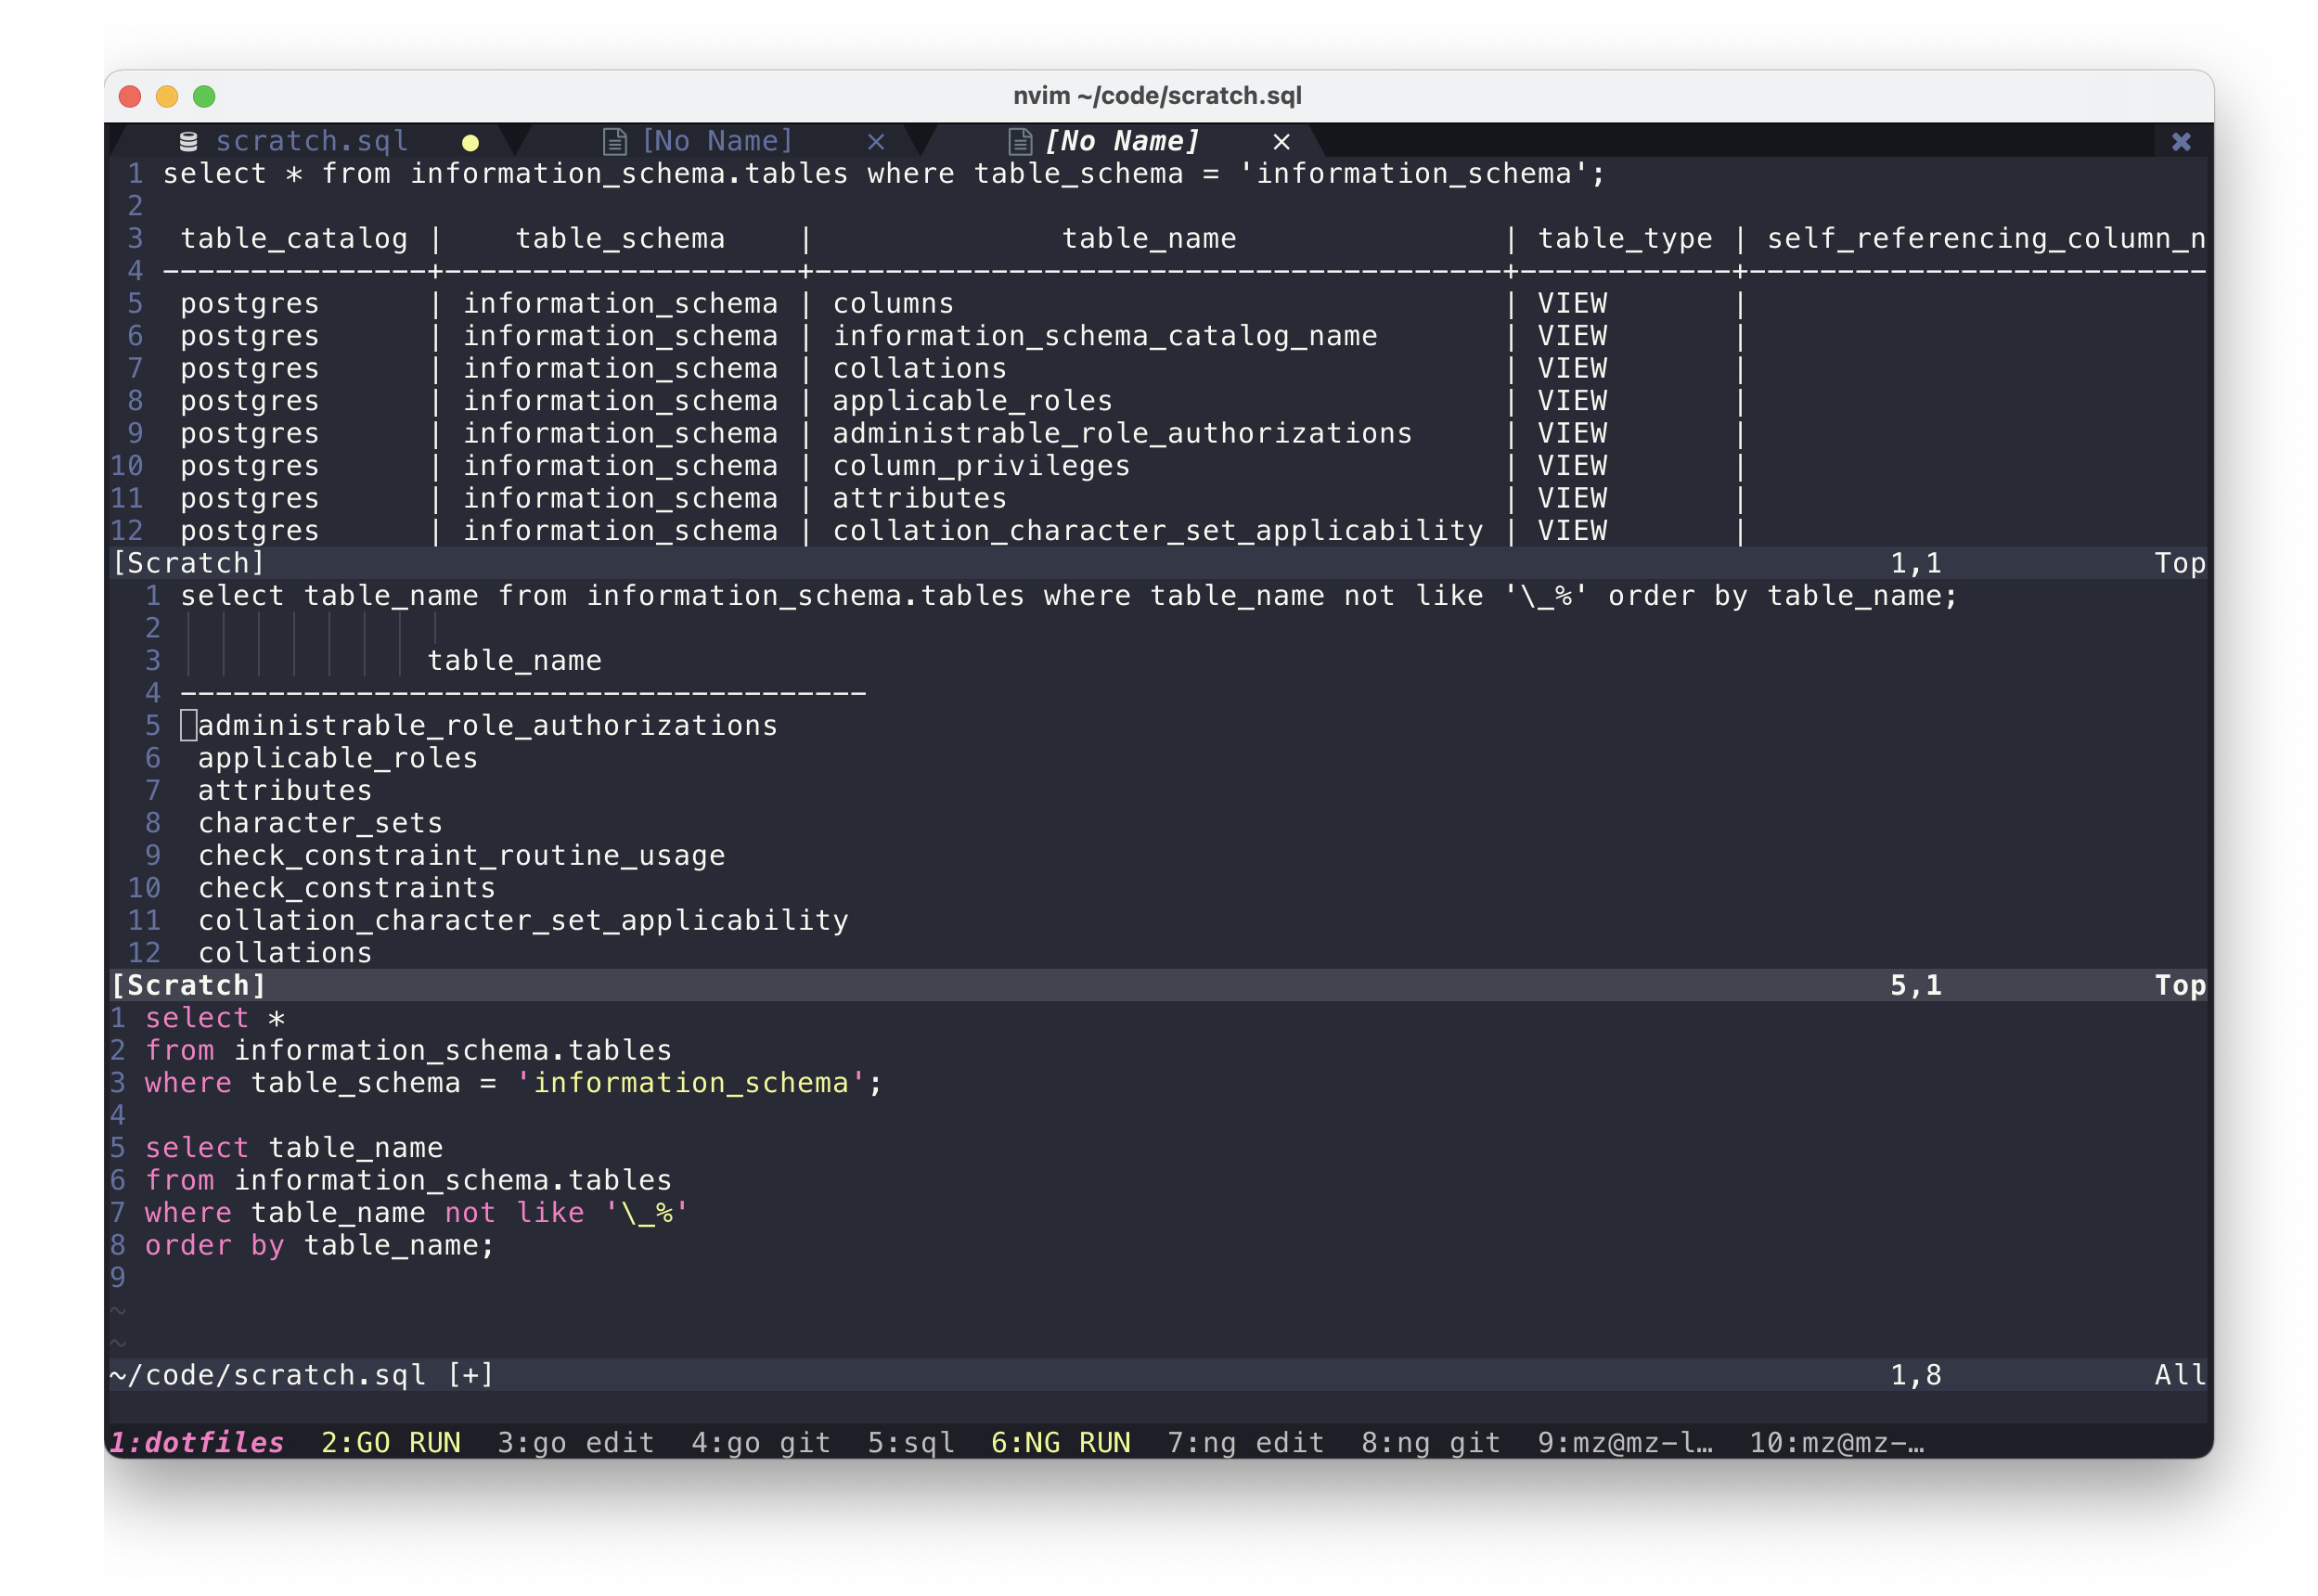 nvim ~/code/scratch.sql
scratch.sql [No Name] × [No Name] ×
1 select * from information_schema.tables where table_schema = 'information_schema';
2
3 table_catalog | table_schema | table_name | table_type | self_referencing_column_n
4 ---------------+--------------------+---------------------------------------+------------+--------------------------
5 postgres | information_schema | columns | VIEW |
6 postgres | information_schema | information_schema_catalog_name | VIEW |
7 postgres | information_schema | collations | VIEW |
8 postgres | information_schema | applicable_roles | VIEW |
9 postgres | information_schema | administrable_role_authorizations | VIEW |
10 postgres | information_schema | column_privileges | VIEW |
11 postgres | information_schema | attributes | VIEW |
12 postgres | information_schema | collation_character_set_applicability | VIEW |
[Scratch] 1,1 Top
1 select table_name from information_schema.tables where table_name not like '\_%' order by table_name;
2
3 table_name
4 ---------------------------------------
5 administrable_role_authorizations
6 applicable_roles
7 attributes
8 character_sets
9 check_constraint_routine_usage
10 check_constraints
11 collation_character_set_applicability
12 collations
[Scratch] 5,1 Top
1 select *
2 from information_schema.tables
3 where table_schema = 'information_schema';
4
5 select table_name
6 from information_schema.tables
7 where table_name not like '\_%'
8 order by table_name;
9
~
~
~/code/scratch.sql [+] 1,8 All
1:dotfiles 2:GO RUN 3:go edit 4:go git 5:sql 6:NG RUN 7:ng edit 8:ng git 9:mz@mz-l… 10:mz@mz-…